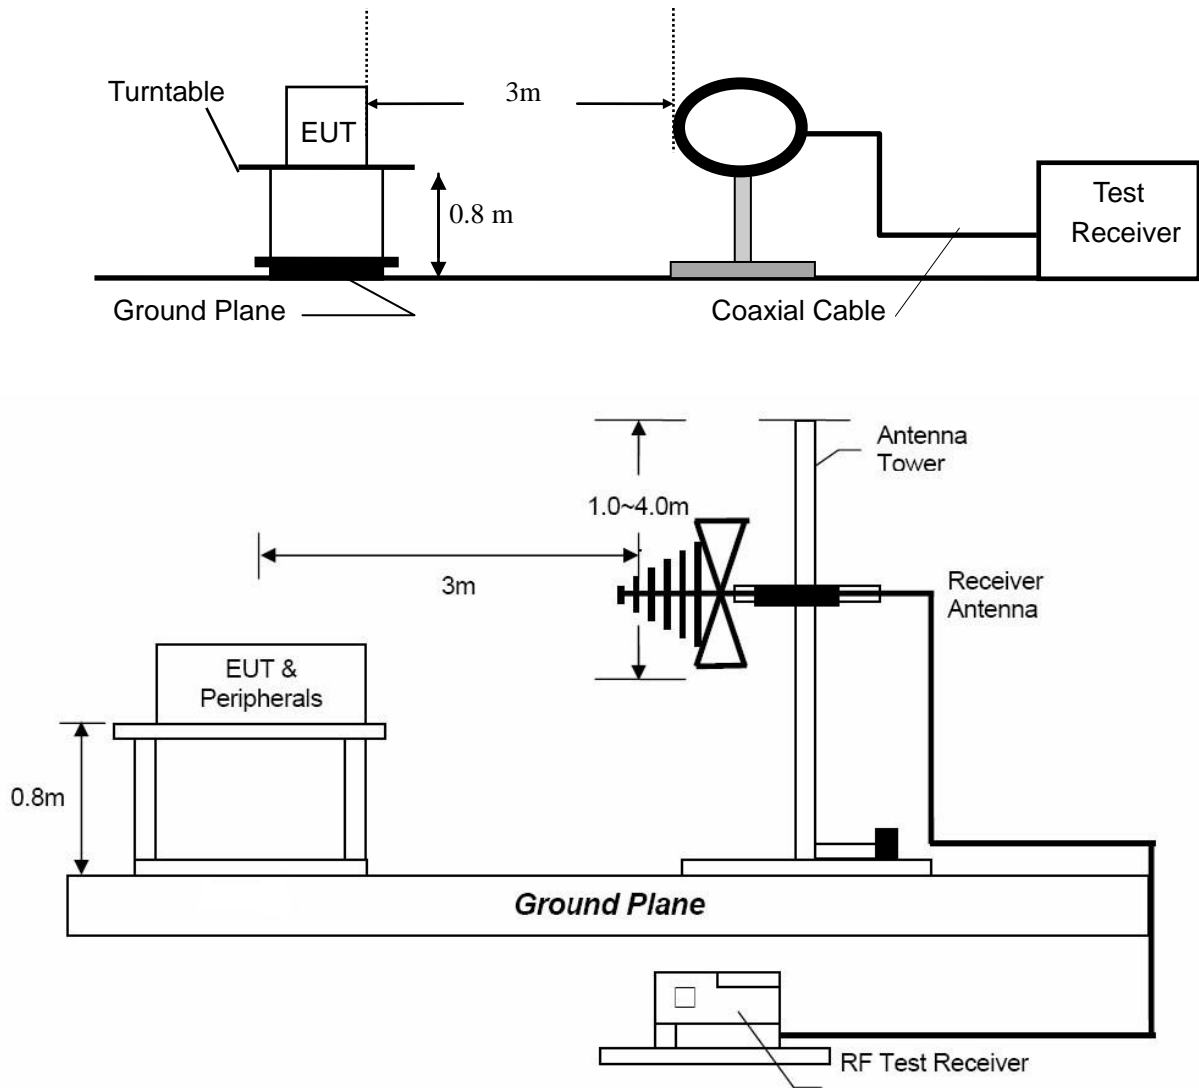 Turntable
EUT
3m
0.8 m
Test
Receiver
Ground Plane
Coaxial Cable
Antenna
Tower
1.0~4.0m
3m
Receiver
Antenna
EUT &
Peripherals
0.8m
Ground Plane
RF Test Receiver